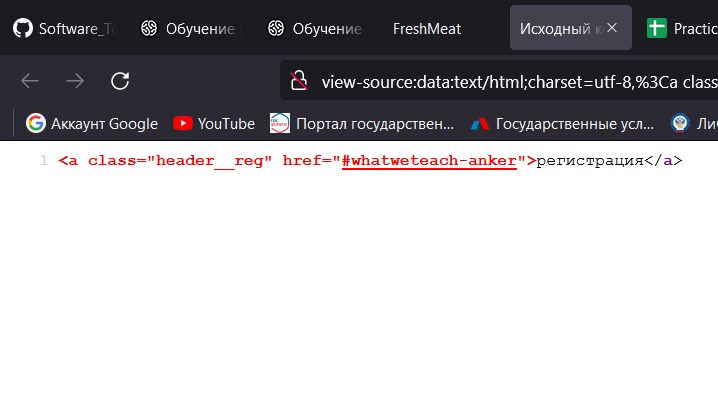 Software_T
Обучение
Обучение
FreshMeat
Исходный
Practic
view-source:data:text/html;charset=utf-8,%3Ca class
Аккаунт Google
YouTube
Портал государствен...
Государственные усл...
1 <a class="header__reg" href="#whatweteach-anker">регистрация</a>